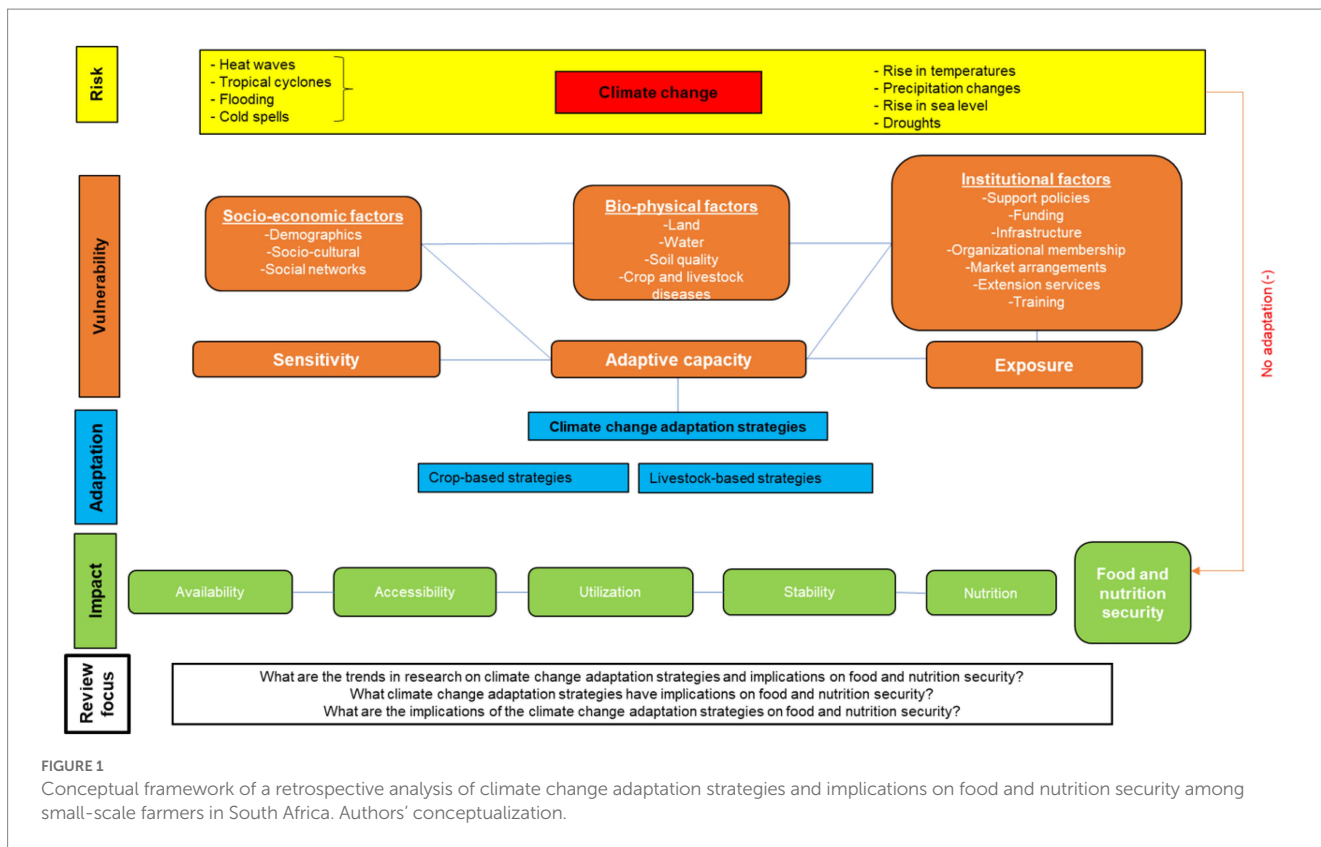 Risk
- Heat waves
- Tropical cyclones
- Flooding
- Cold spells
Climate change
- Rise in temperatures
- Precipitation changes
- Rise in sea level
- Droughts
No adaptation (-)
Vulnerability
Socio-economic factors
-Demographics
-Socio-cultural
-Social networks
Bio-physical factors
-Land
-Water
-Soil quality
-Crop and livestock
diseases
Institutional factors
-Support policies
-Funding
-Infrastructure
-Organizational membership
-Market arrangements
-Extension services
-Training
Sensitivity
Adaptive capacity
Exposure
Adaptation
Climate change adaptation strategies
Crop-based strategies
Livestock-based strategies
Impact
Availability
Accessibility
Utilization
Stability
Nutrition
Food and
nutrition
security
Review
focus
What are the trends in research on climate change adaptation strategies and implications on food and nutrition security?
What climate change adaptation strategies have implications on food and nutrition security?
What are the implications of the climate change adaptation strategies on food and nutrition security?
FIGURE 1
Conceptual framework of a retrospective analysis of climate change adaptation strategies and implications on food and nutrition security among
small-scale farmers in South Africa. Authors' conceptualization.